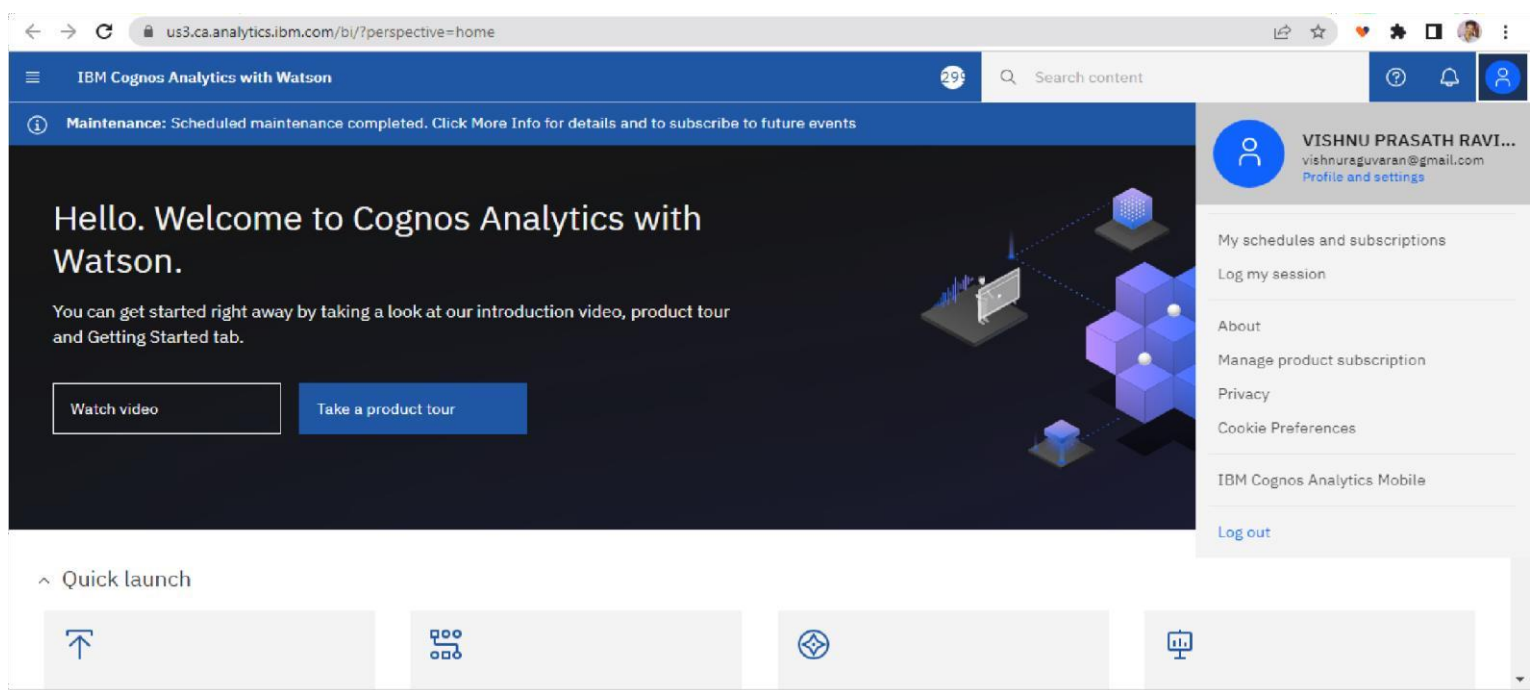 us3.ca.analytics.ibm.com/bi/?perspective=home
IBM Cognos Analytics with Watson
299
Search content
Maintenance: Scheduled maintenance completed. Click More Info for details and to subscribe to future events
VISHNU PRASATH RAVI...
vishnuraguvaran@gmail.com
Profile and settings
Hello. Welcome to Cognos Analytics with
Watson.
You can get started right away by taking a look at our introduction video, product tour
and Getting Started tab.
Watch video
Take a product tour
My schedules and subscriptions
Log my session
About
Manage product subscription
Privacy
Cookie Preferences
IBM Cognos Analytics Mobile
Log out
Quick launch